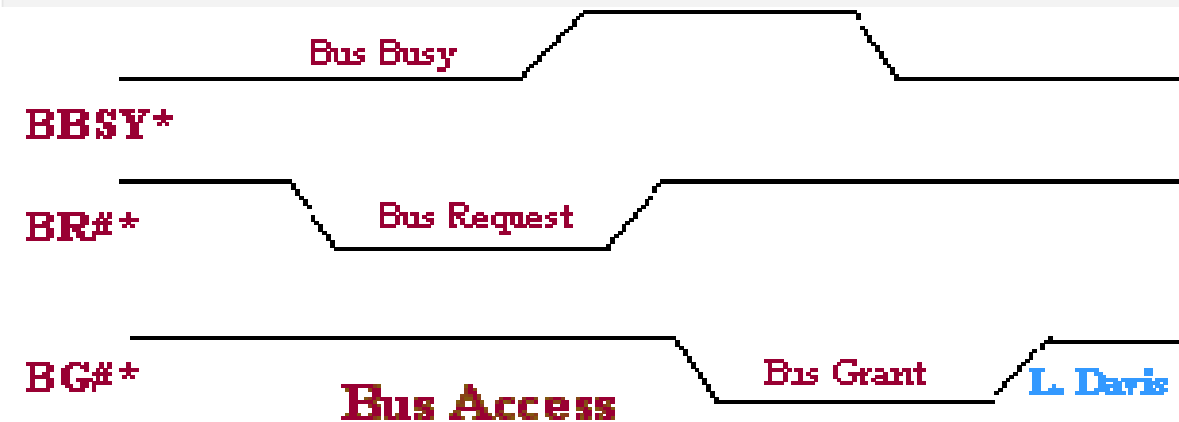 Bus Busy
BBSY*
BR#*
Bus Request
BG#*
Bus Grant
Bus Access
L. Davis